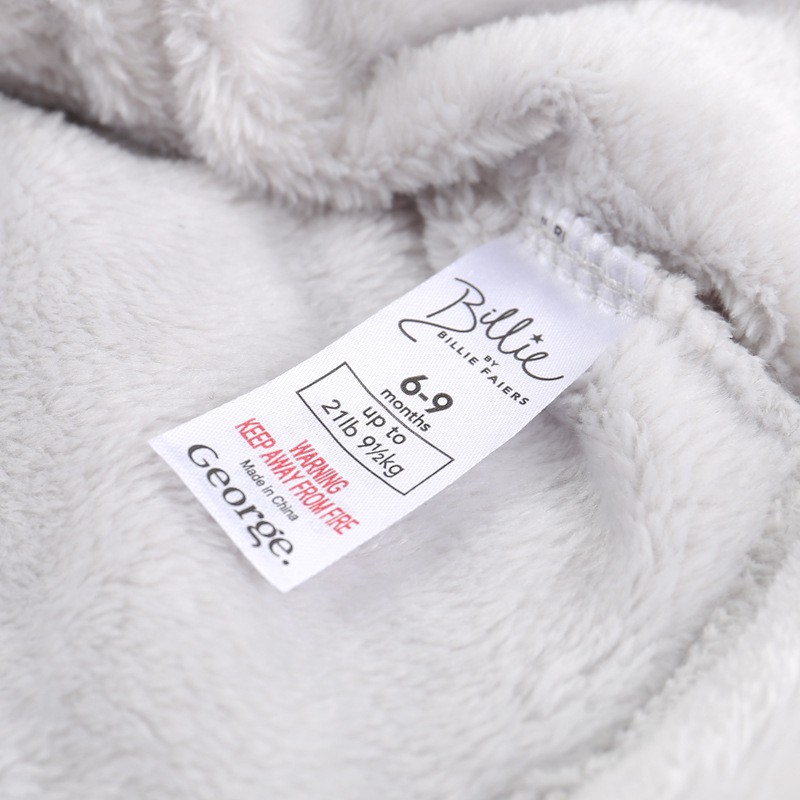 Billie
BY
BILLIE FAIERS
6-9
months
up to
21lb 9½kg
WARNING
KEEP AWAY FROM FIRE
Made in China
George.